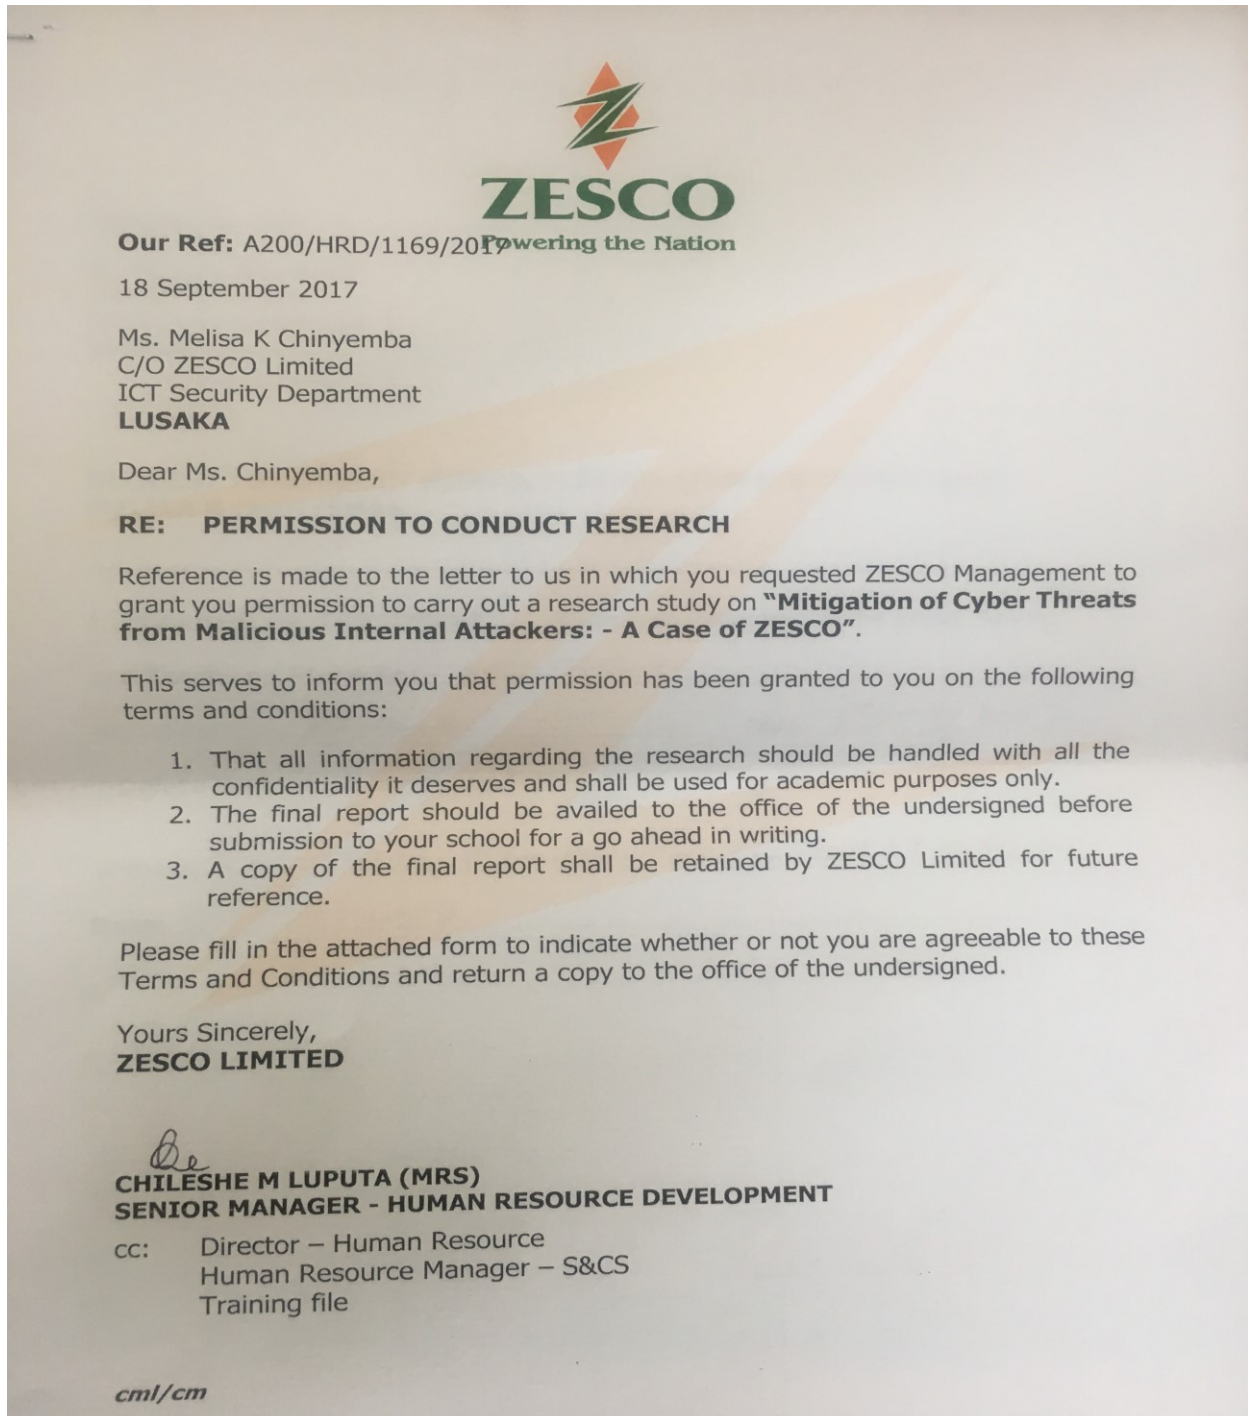 ZESCO
Powering the Nation
Our Ref: A200/HRD/1169/2017
18 September 2017
Ms. Melisa K Chinyemba
C/O ZESCO Limited
ICT Security Department
LUSAKA
Dear Ms. Chinyemba,
RE: PERMISSION TO CONDUCT RESEARCH
Reference is made to the letter to us in which you requested ZESCO Management to
grant you permission to carry out a research study on "Mitigation of Cyber Threats
from Malicious Internal Attackers: - A Case of ZESCO".
This serves to inform you that permission has been granted to you on the following
terms and conditions:
1. That all information regarding the research should be handled with all the
confidentiality it deserves and shall be used for academic purposes only.
2. The final report should be availed to the office of the undersigned before
submission to your school for a go ahead in writing.
3. A copy of the final report shall be retained by ZESCO Limited for future
reference.
Please fill in the attached form to indicate whether or not you are agreeable to these
Terms and Conditions and return a copy to the office of the undersigned.
Yours Sincerely,
ZESCO LIMITED
CHILESHE M LUPUTA (MRS)
SENIOR MANAGER - HUMAN RESOURCE DEVELOPMENT
cc: Director – Human Resource
Human Resource Manager – S&CS
Training file
cml/cm